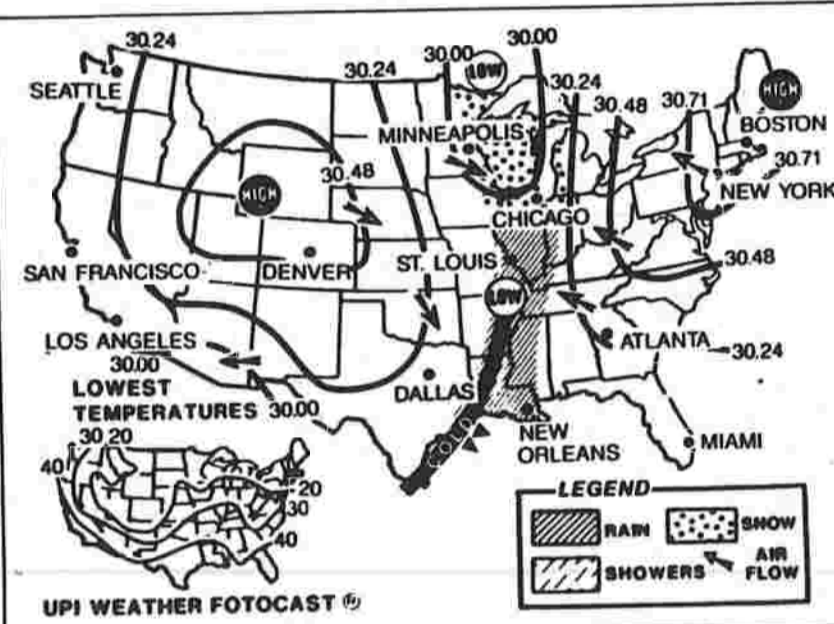 30.24
30.24
30.00
LOW
30.00
30.24
30.48
30.71
HIGH
SEATTLE
MINNEAPOLIS
BOSTON
30.71
30.48
HIGH
NEW YORK
CHICAGO
SAN FRANCISCO
DENVER
ST. LOUIS
30.48
LOW
LOS ANGELES
ATLANTA
30.24
30.00
DALLAS
LOWEST
TEMPERATURES
30.00
COLD
NEW
ORLEANS
MIAMI
30 20
40
20
30
40
LEGEND
RAIN
SNOW
SHOWERS
AIR
FLOW
UPI WEATHER FOTOCAST ®